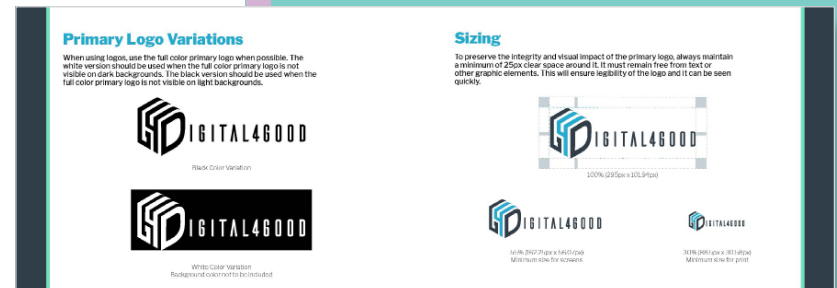 Primary Logo Variations
When using logos, use the full color primary logo when possible. The
white version should be used when the full color primary logo is not
visible on dark backgrounds. The black version should be used when the
full color primary logo is not visible on light backgrounds.
DIGITAL4GOOD
Black Color Variation
DIGITAL4GOOD
White Color Variation
Background color not to be included
Sizing
To preserve the integrity and visual impact of the primary logo, always maintain
a minimum of 25px clear space around it. It must remain free from text or
other graphic elements. This will ensure legibility of the logo and it can be seen
quickly.
DIGITAL4GOOD
100% (295px x 101.94px)
DIGITAL4GOOD
Minimum size for screens
DIGITAL4GOOD
Minimum size for print